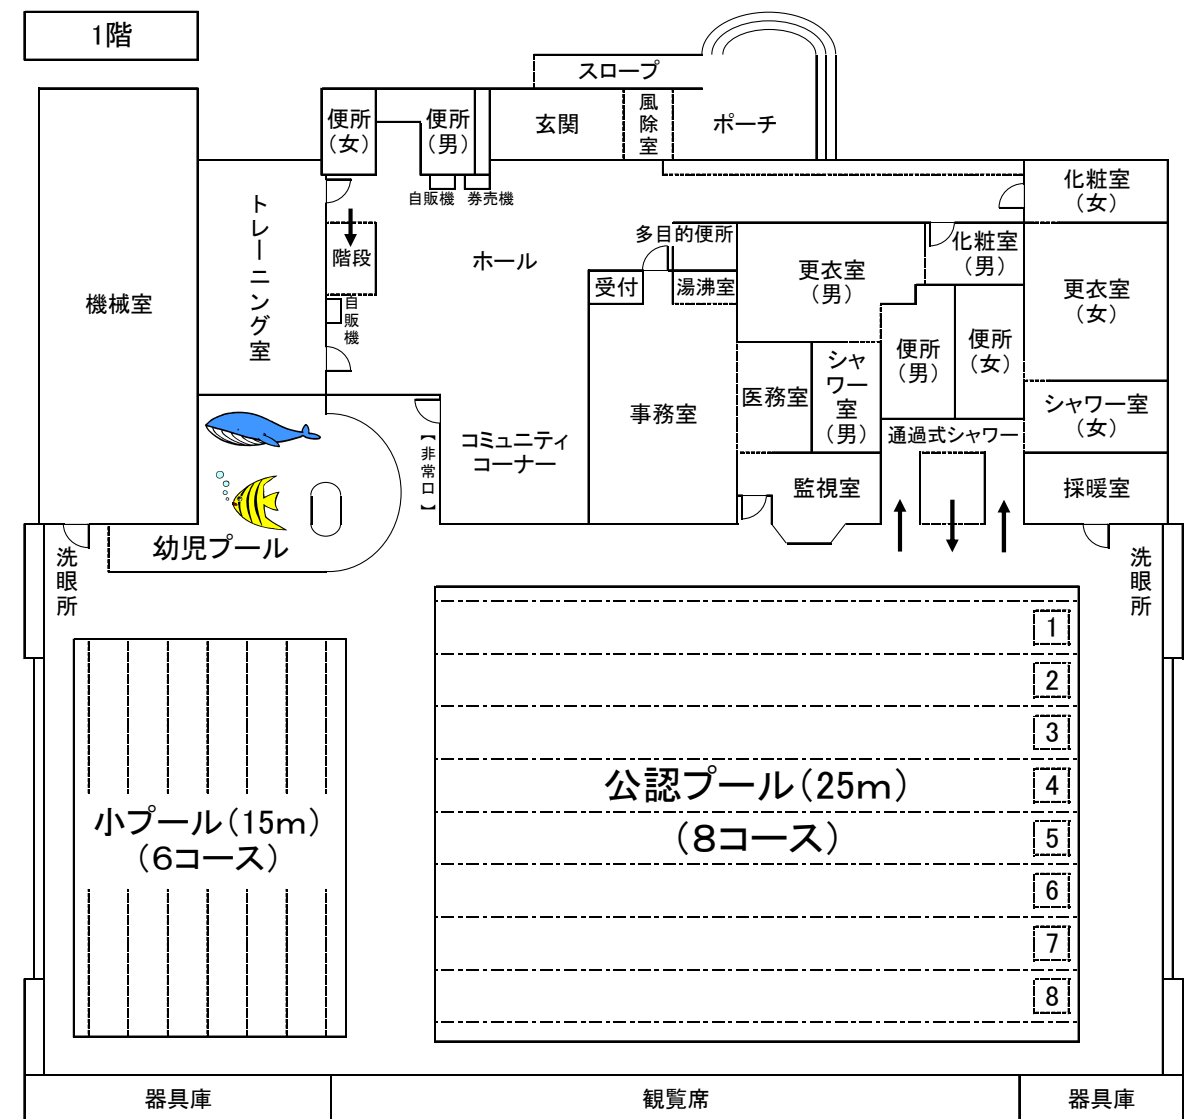 1階
スロープ
便所
(女)
便所
(男)
玄関
風除室
ポーチ
自販機
券売機
化粧室
(女)
トレーニング室
階段
ホール
多目的便所
化粧室
(男)
更衣室
(男)
受付
湯沸室
機械室
自販機
更衣室
(女)
便所
(男)
便所
(女)
シャ
ワー
室
(男)
医務室
事務室
シャワー室
(女)
通過式シャワー
コミュニティ
コーナー
【非常口】
監視室
採暖室
幼児プール
洗眼所
洗眼所
1
2
3
4
5
6
7
8
公認プール(25m)
(8コース)
小プール(15m)
(6コース)
器具庫
観覧席
器具庫